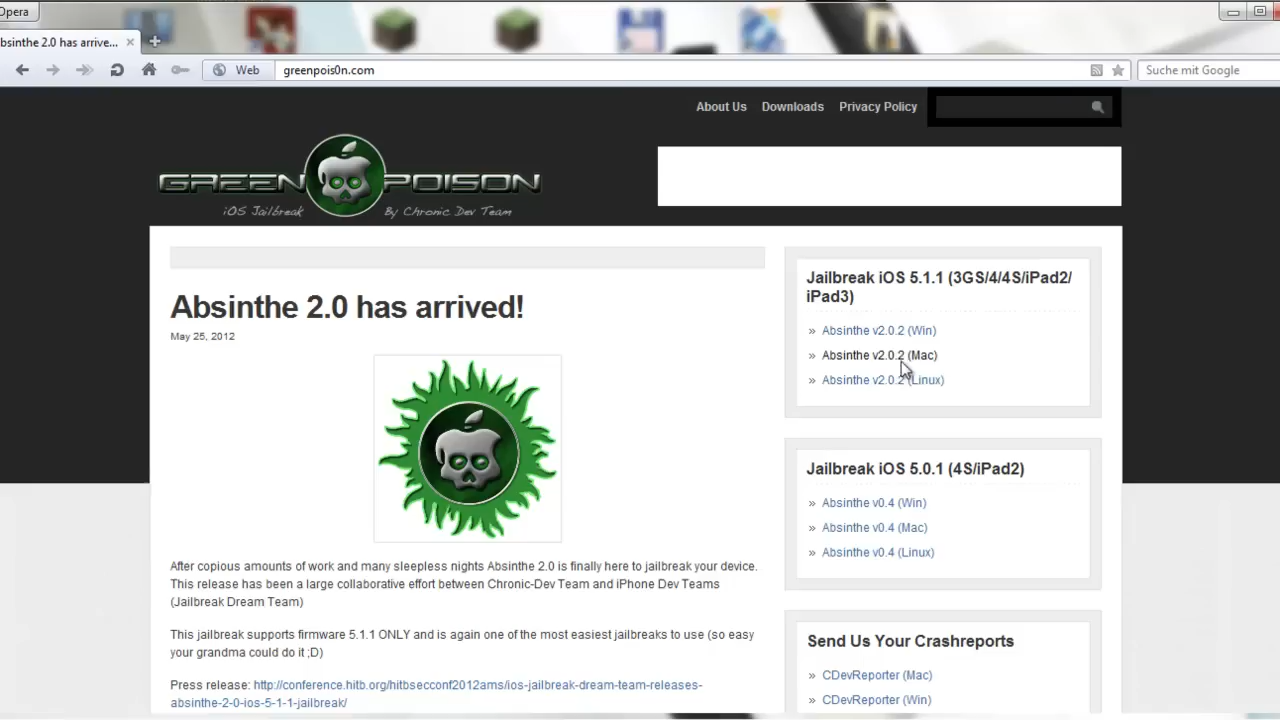 Opera
absinthe 2.0 has arrive...
Web
greenpois0n.com
Suche mit Google
About Us
Downloads
Privacy Policy
GREEN POISON
iOS Jailbreak
By Chronic Dev Team
Absinthe 2.0 has arrived!
May 25, 2012
After copious amounts of work and many sleepless nights Absinthe 2.0 is finally here to jailbreak your device.
This release has been a large collaborative effort between Chronic-Dev Team and iPhone Dev Teams
(Jailbreak Dream Team)
This jailbreak supports firmware 5.1.1 ONLY and is again one of the most easiest jailbreaks to use (so easy
your grandma could do it ;D)
Press release: http://conference.hitb.org/hitbsecconf2012ams/ios-jailbreak-dream-team-releases-
absinthe-2-0-ios-5-1-1-jailbreak/
Jailbreak iOS 5.1.1 (3GS/4/4S/iPad2/
iPad3)
» Absinthe v2.0.2 (Win)
» Absinthe v2.0.2 (Mac)
» Absinthe v2.0.2 (Linux)
Jailbreak iOS 5.0.1 (4S/iPad2)
» Absinthe v0.4 (Win)
» Absinthe v0.4 (Mac)
» Absinthe v0.4 (Linux)
Send Us Your Crashreports
» CDevReporter (Mac)
» CDevReporter (Win)